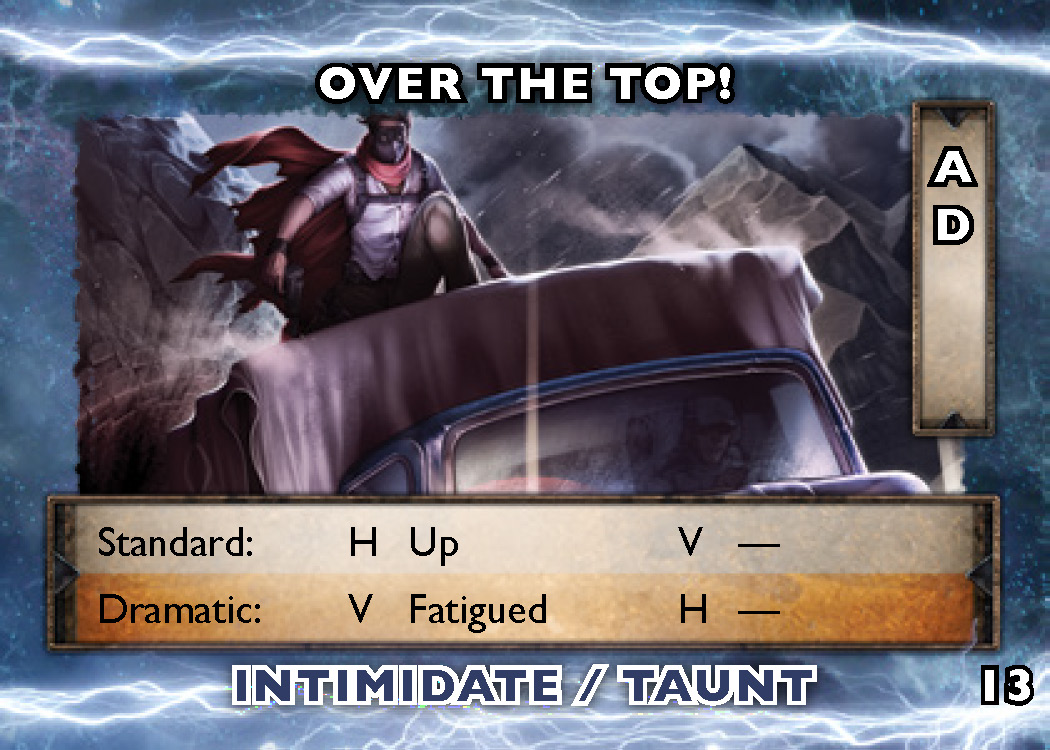 OVER THE TOP!
A
D
Standard: H Up V —
Dramatic: V Fatigued H —
INTIMIDATE / TAUNT
13